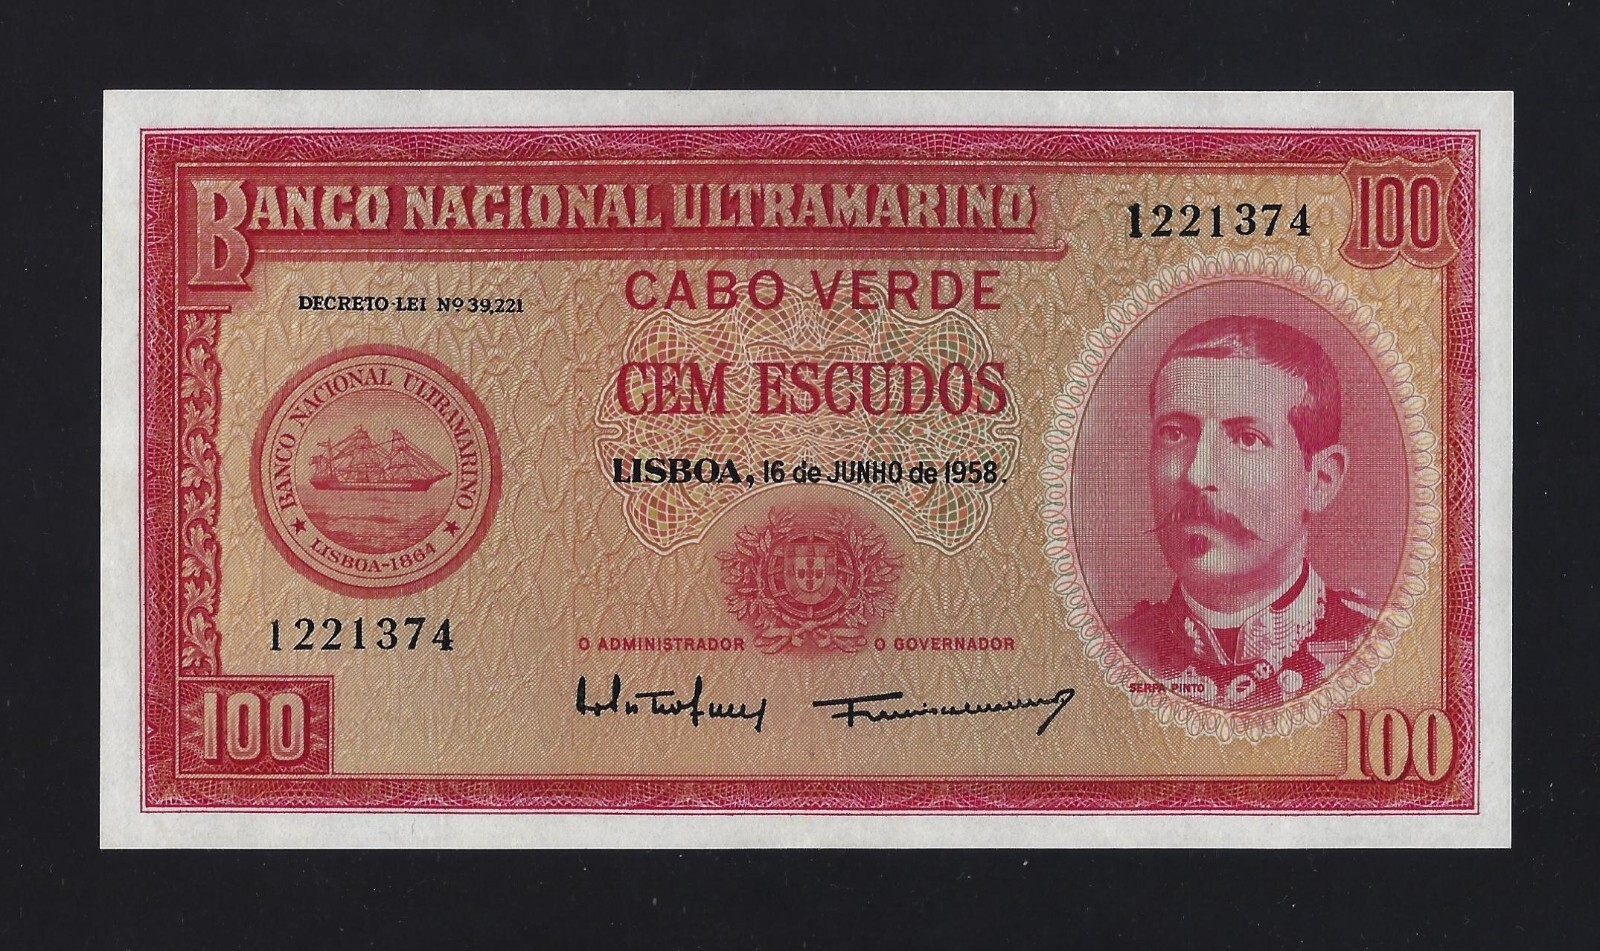 BANCO NACIONAL ULTRAMARINO
1221374
100
CABO VERDE
DECRETO-LEI Nº 39,221
CEM ESCUDOS
BANCO NACIONAL ULTRAMARINO
LISBOA-1864
LISBOA, 16 de JUNHO de 1958.
1221374
O ADMINISTRADOR
O GOVERNADOR
SERPA PINTO
100
100